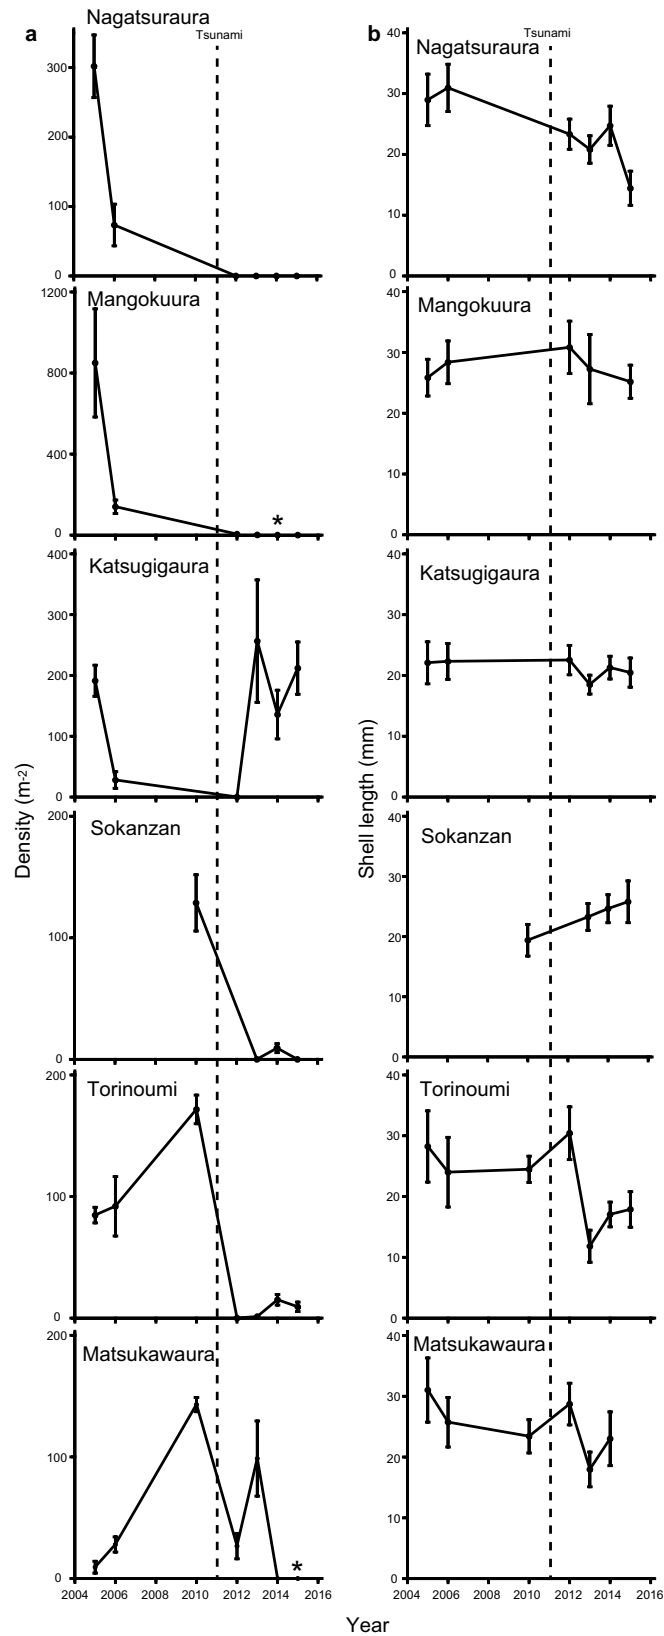 a
Nagatsuraura
Tsunami
300
200
100
0
Mangokuura
1200
800
400
0
*
Katsugigaura
400
300
200
100
0
Sokanzan
200
100
0
Torinoumi
200
100
0
Matsukawaura
200
100
0
*
2004 2006 2008 2010 2012 2014 2016
Density (m-2)
b
Tsunami
Nagatsuraura
40
30
20
10
0
Mangokuura
40
30
20
10
0
Katsugigaura
40
30
20
10
0
Sokanzan
40
30
20
10
0
Torinoumi
40
30
20
10
0
Matsukawaura
40
30
20
10
0
2004 2006 2008 2010 2012 2014 2016
Shell length (mm)
Year